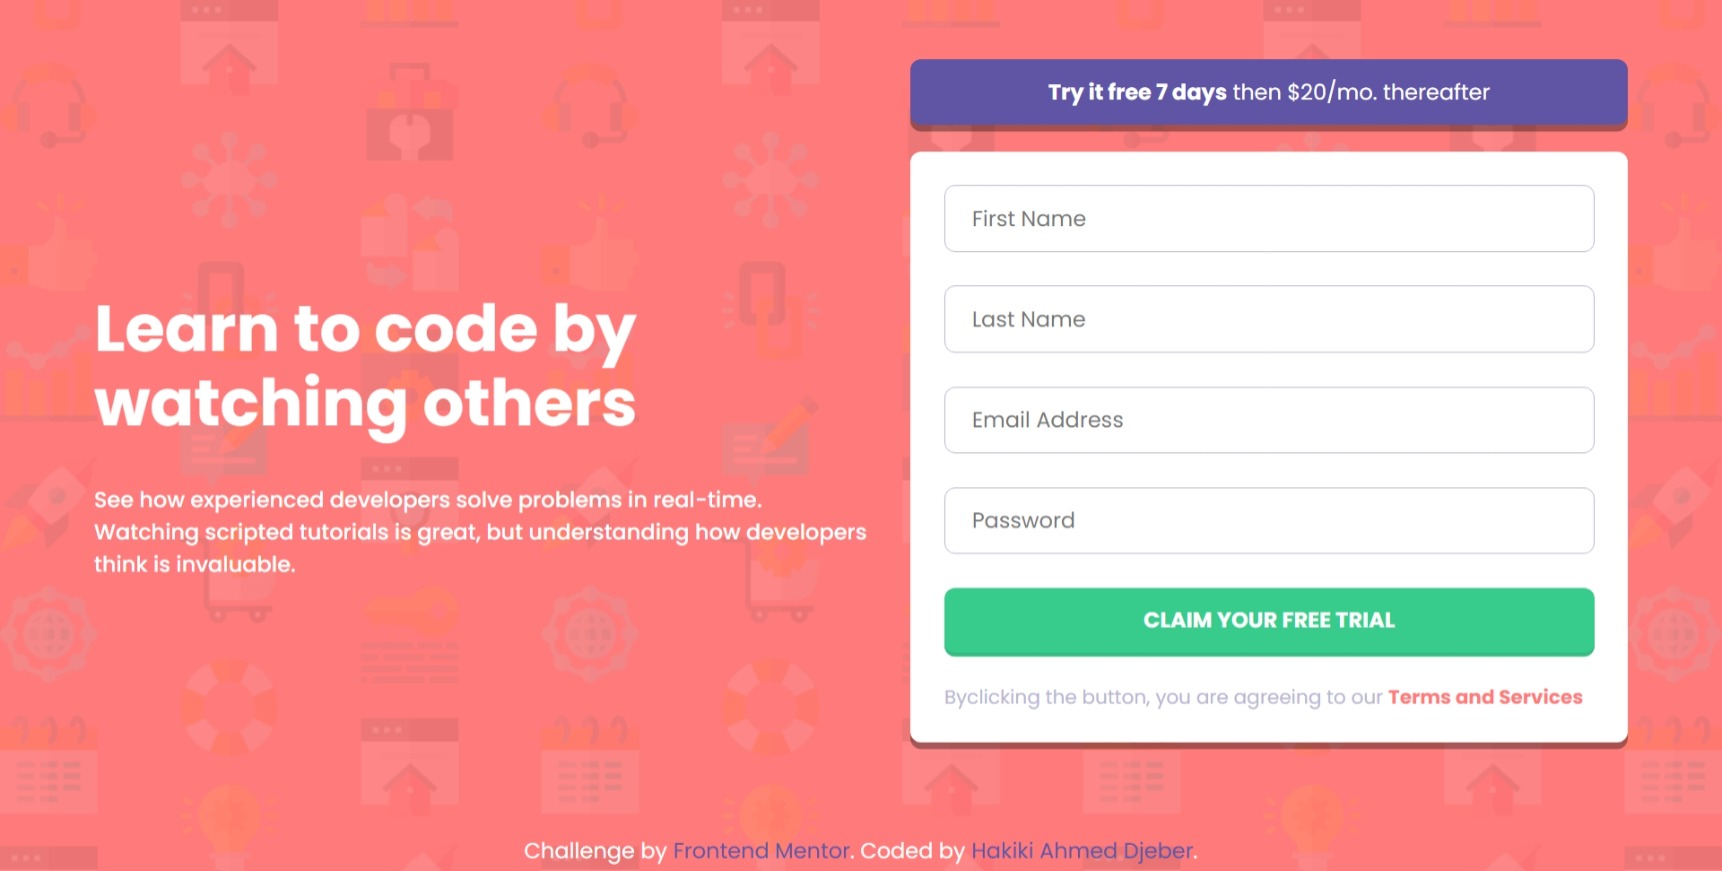 Learn to code by
watching others
See how experienced developers solve problems in real-time.
Watching scripted tutorials is great, but understanding how developers
think is invaluable.
Try it free 7 days then $20/mo. thereafter
First Name
Last Name
Email Address
Password
CLAIM YOUR FREE TRIAL
Byclicking the button, you are agreeing to our Terms and Services
Challenge by Frontend Mentor. Coded by Hakiki Ahmed Djeber.